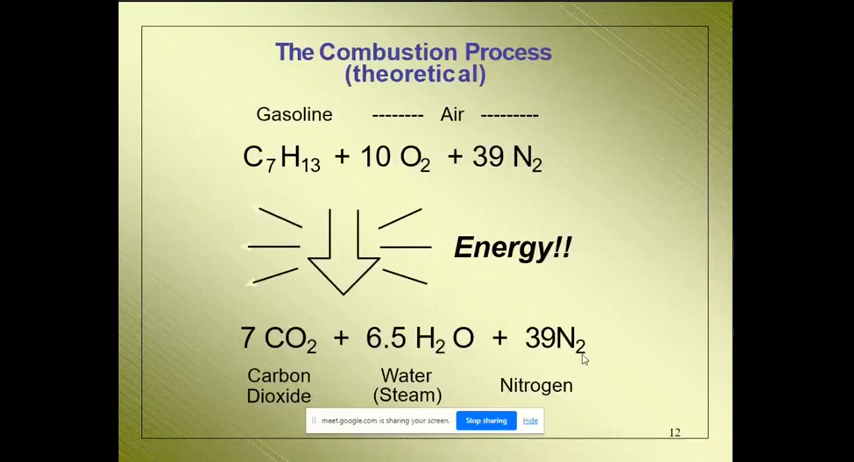 The Combustion Process
(theoretical)
Gasoline -------- Air ---------
C₇H₁₃ + 10 O₂ + 39 N₂
Energy!!
7 CO₂ + 6.5 H₂ O + 39N₂
Carbon Dioxide
Water (Steam)
Nitrogen
meet.google.com is sharing your screen. Stop sharing Hide
12